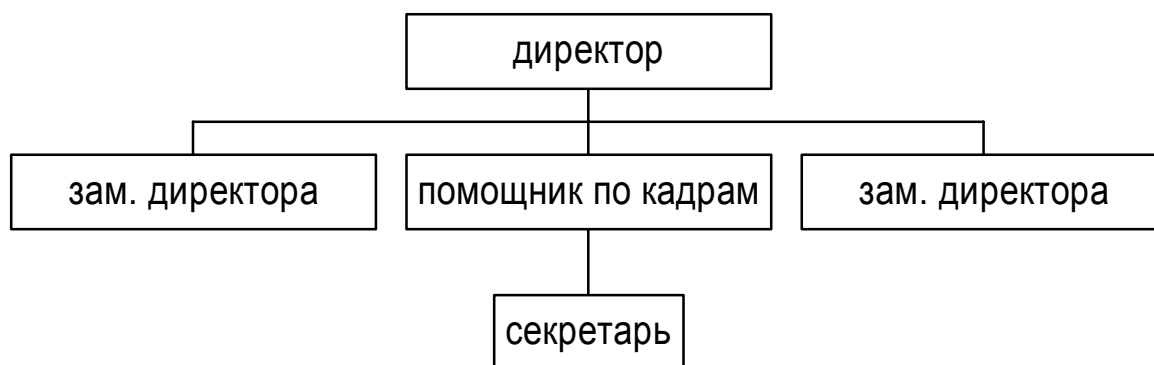 директор
зам. директора
помощник по кадрам
зам. директора
секретарь